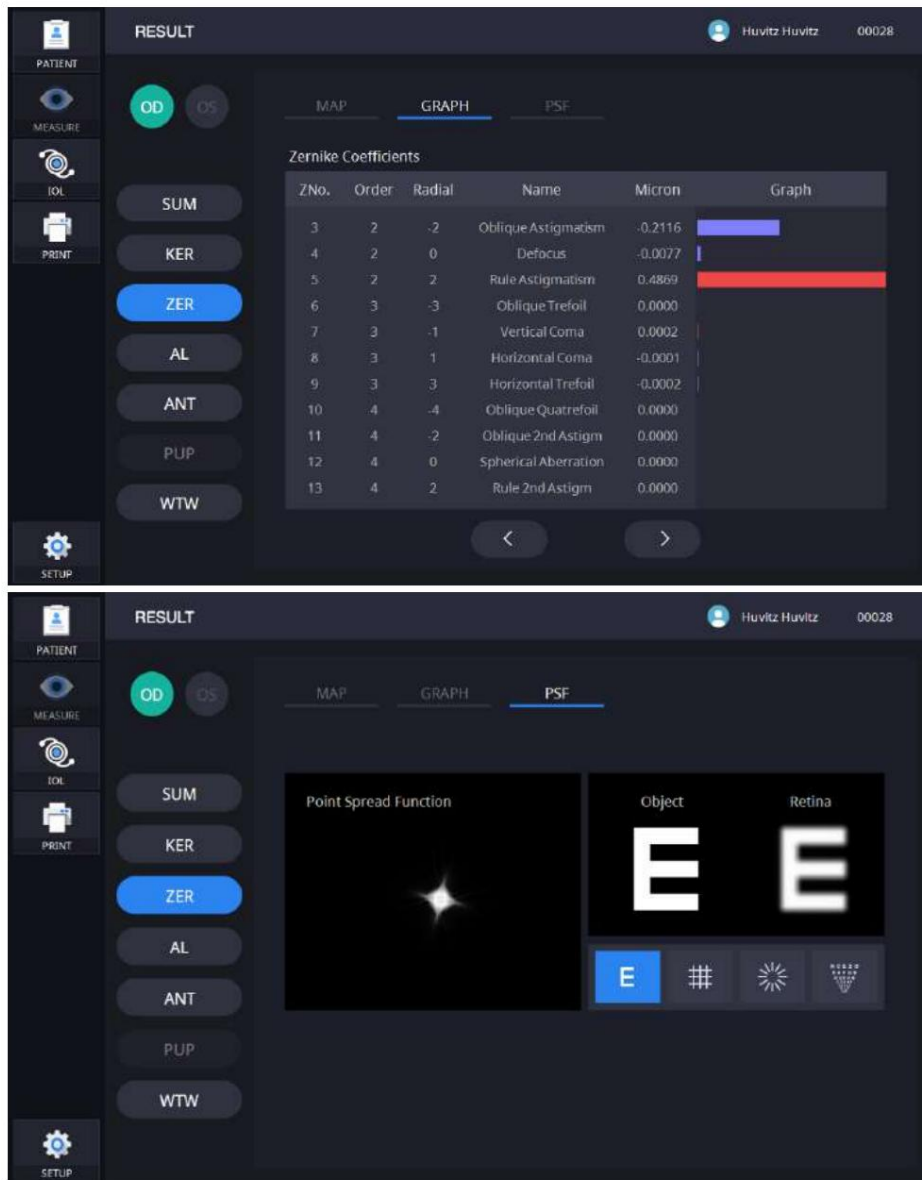 RESULT Huvitz Huvitz 00028
PATIENT
MEASURE
IOL
PRINT
SETUP
OD OS
SUM
KER
ZER
AL
ANT
PUP
WTW
MAP GRAPH PSF
Zernike Coefficients
ZNo. Order Radial Name Micron Graph
3 2 -2 Oblique Astigmatism -0.2116
4 2 0 Defocus -0.0077
5 2 2 Rule Astigmatism 0.4869
6 3 -3 Oblique Trefoil 0.0000
7 3 -1 Vertical Coma 0.0002
8 3 1 Horizontal Coma -0.0001
9 3 3 Horizontal Trefoil -0.0002
10 4 -4 Oblique Quatrefoil 0.0000
11 4 -2 Oblique 2nd Astigm 0.0000
12 4 0 Spherical Aberration 0.0000
13 4 2 Rule 2nd Astigm 0.0000
< >
RESULT Huvitz Huvitz 00028
PATIENT
MEASURE
IOL
PRINT
SETUP
OD OS
SUM
KER
ZER
AL
ANT
PUP
WTW
MAP GRAPH PSF
Point Spread Function
Object Retina
E E
E